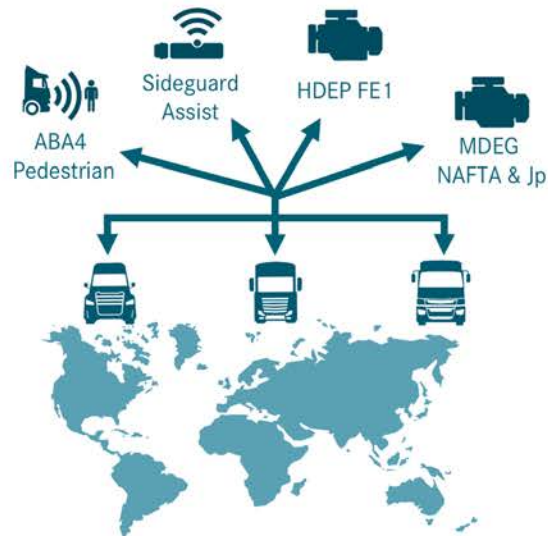 Sideguard
Assist
HDEP FE1
ABA4
Pedestrian
MDEG
NAFTA & Jp